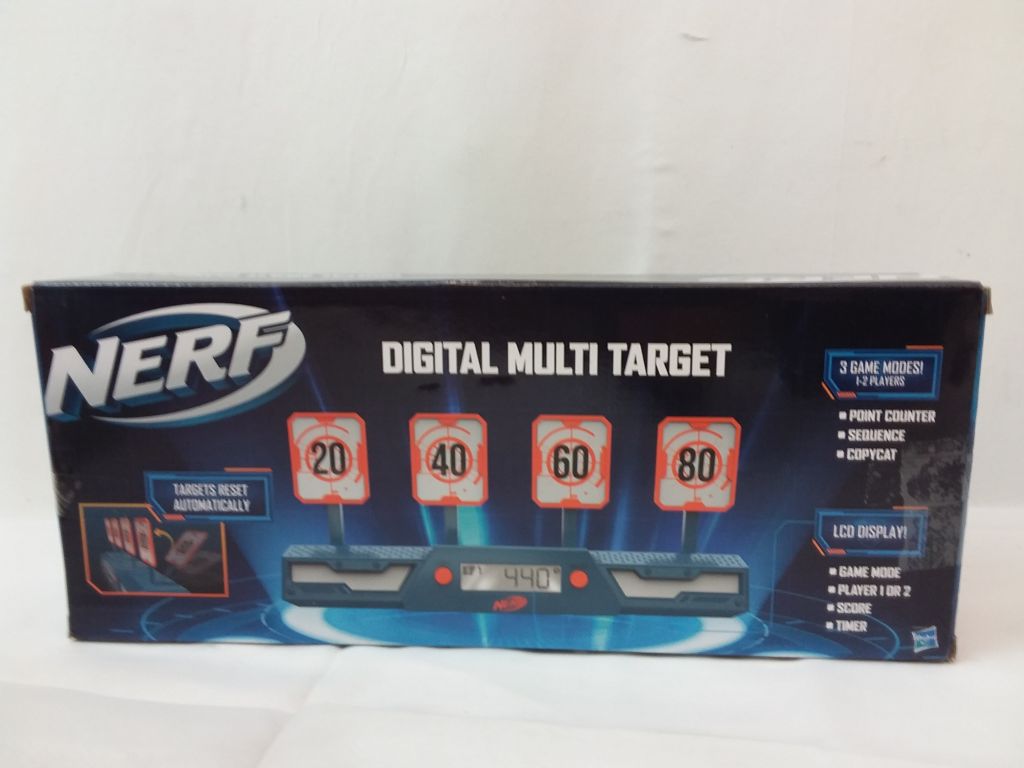 NERF
DIGITAL MULTI TARGET
3 GAME MODES!
1-2 PLAYERS
▪ POINT COUNTER
▪ SEQUENCE
▪ COPYCAT
20 40 60 80
TARGETS RESET
AUTOMATICALLY
LCD DISPLAY!
▪ GAME MODE
▪ PLAYER 1 OR 2
▪ SCORE
▪ TIMER
440
NERF